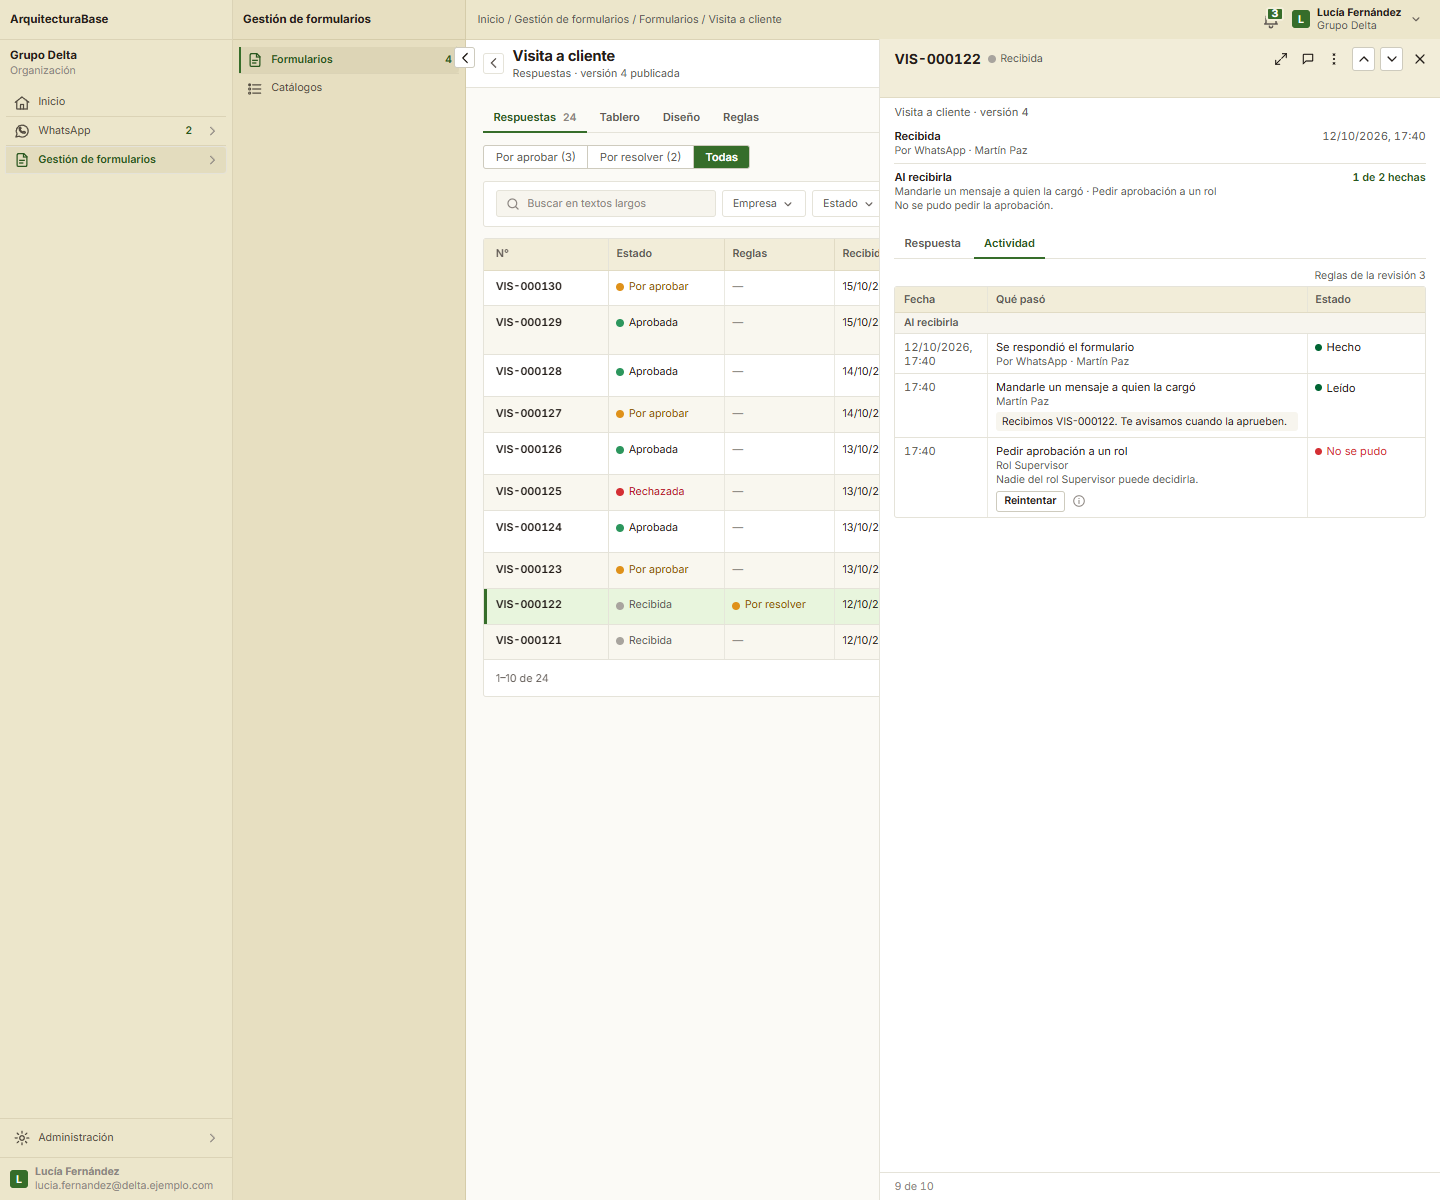 ArquitecturaBase
Grupo Delta
Organización
Inicio
WhatsApp 2
Gestión de formularios
Administración
L
Lucía Fernández
lucia.fernandez@delta.ejemplo.com
Gestión de formularios
Formularios 4
Catálogos
Inicio / Gestión de formularios / Formularios / Visita a cliente
3
L
Lucía Fernández
Grupo Delta
Visita a cliente
Respuestas · versión 4 publicada
Respuestas 24 Tablero Diseño Reglas
Por aprobar (3) Por resolver (2) Todas
Buscar en textos largos Empresa Estado
N° Estado Reglas Recibid
VIS-000130 Por aprobar — 15/10/2
VIS-000129 Aprobada — 15/10/2
VIS-000128 Aprobada — 14/10/2
VIS-000127 Por aprobar — 14/10/2
VIS-000126 Aprobada — 13/10/2
VIS-000125 Rechazada — 13/10/2
VIS-000124 Aprobada — 13/10/2
VIS-000123 Por aprobar — 13/10/2
VIS-000122 Recibida Por resolver 12/10/2
VIS-000121 Recibida — 12/10/2
1–10 de 24
VIS-000122 Recibida
Visita a cliente · versión 4
Recibida 12/10/2026, 17:40
Por WhatsApp · Martín Paz
Al recibirla 1 de 2 hechas
Mandarle un mensaje a quien la cargó · Pedir aprobación a un rol
No se pudo pedir la aprobación.
Respuesta Actividad
Reglas de la revisión 3
Fecha Qué pasó Estado
Al recibirla
12/10/2026, 17:40 Se respondió el formulario Hecho
Por WhatsApp · Martín Paz
17:40 Mandarle un mensaje a quien la cargó Leído
Martín Paz
Recibimos VIS-000122. Te avisamos cuando la aprueben.
17:40 Pedir aprobación a un rol No se pudo
Rol Supervisor
Nadie del rol Supervisor puede decidirla.
Reintentar
9 de 10